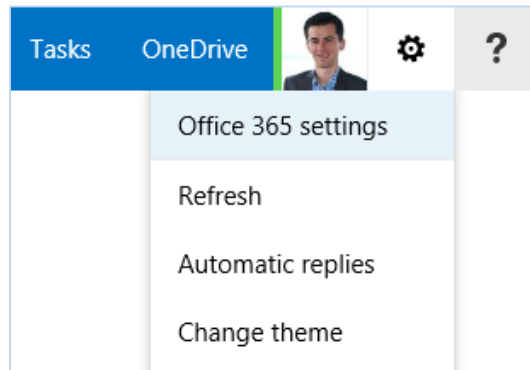 Tasks OneDrive ?
Office 365 settings
Refresh
Automatic replies
Change theme